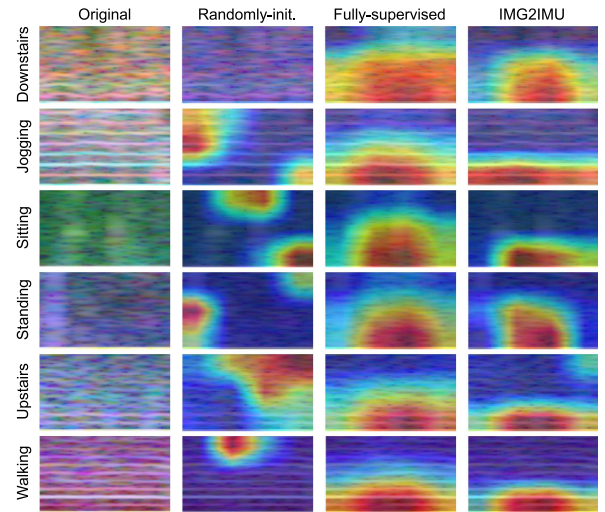 Original Randomly-init. Fully-supervised IMG2IMU
Downstairs
Jogging
Sitting
Standing
Upstairs
Walking